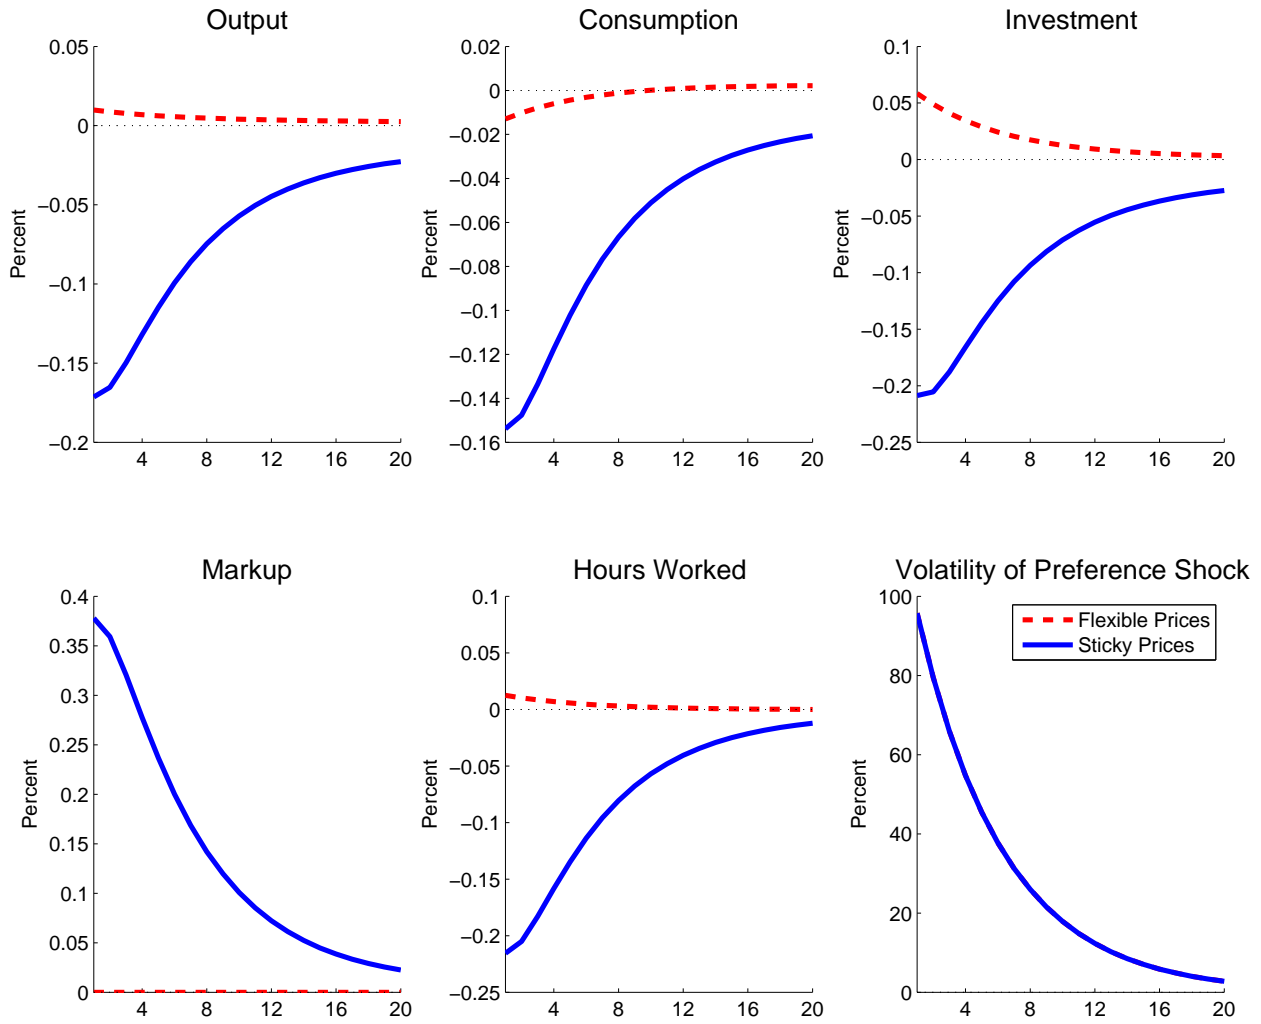 Output
Consumption
Investment
0.05
0
−0.05
−0.1
−0.15
−0.2
Percent
4 8 12 16 20
0.02
0
−0.02
−0.04
−0.06
−0.08
−0.1
−0.12
−0.14
−0.16
Percent
4 8 12 16 20
0.1
0.05
0
−0.05
−0.1
−0.15
−0.2
−0.25
Percent
4 8 12 16 20
Markup
Hours Worked
Volatility of Preference Shock
0.4
0.35
0.3
0.25
0.2
0.15
0.1
0.05
0
Percent
4 8 12 16 20
0.1
0.05
0
−0.05
−0.1
−0.15
−0.2
−0.25
Percent
4 8 12 16 20
100
80
60
40
20
0
Percent
Flexible Prices
Sticky Prices
4 8 12 16 20